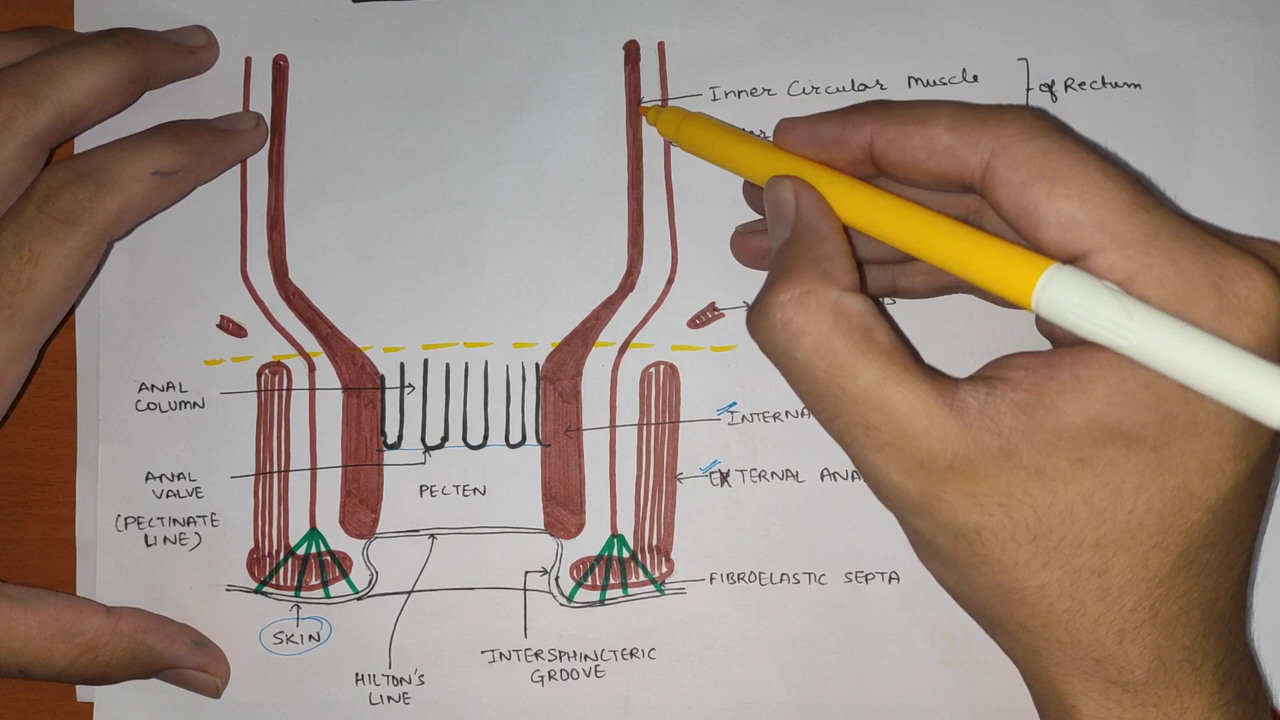 Inner Circular Muscle
of Rectum
ANAL
COLUMN
INTERNA
ANAL
VALVE
(PECTINATE
LINE)
PECTEN
EXTERNAL ANA
FIBROELASTIC SEPTA
SKIN
INTERSPHINCTERIC
GROOVE
HILTON'S
LINE